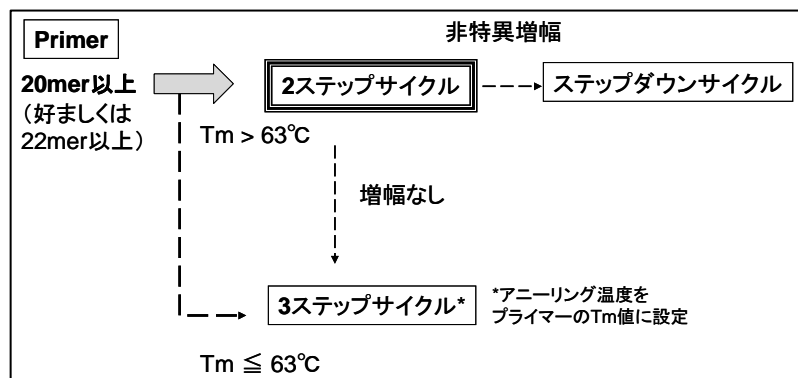 Primer
非特異増幅
20mer以上
（好ましくは
22mer以上）
2ステップサイクル
ステップダウンサイクル
Tm > 63℃
増幅なし
3ステップサイクル*
*アニーリング温度を
プライマーのTm値に設定
Tm ≦ 63℃